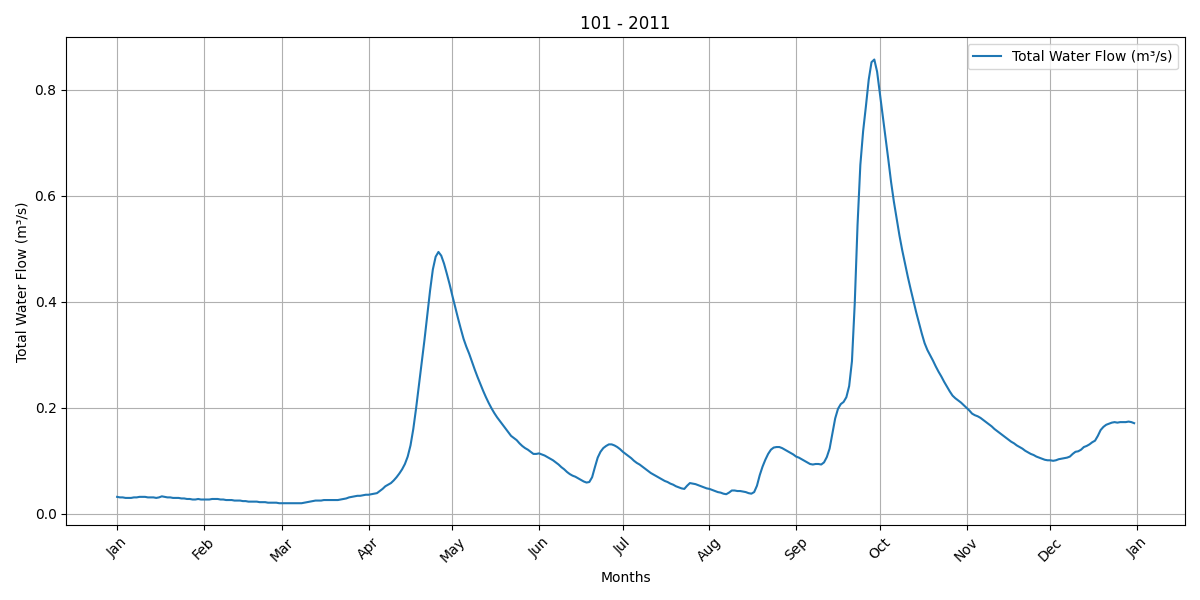 101 - 2011
Total Water Flow (m³/s)
Total Water Flow (m³/s)
0.8
0.6
0.4
0.2
0.0
Jan
Feb
Mar
Apr
May
Jun
Jul
Aug
Sep
Oct
Nov
Dec
Jan
Months